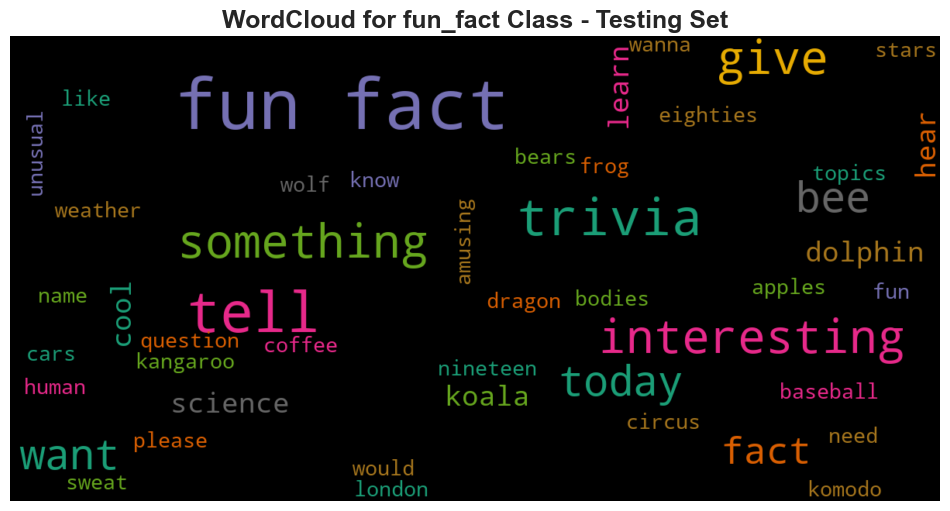 WordCloud for fun_fact Class - Testing Set
wanna
give
stars
fun fact
learn
like
eighties
unusual
hear
bears
frog
topics
wolf
know
bee
weather
amusing
trivia
something
dolphin
name
cool
tell
dragon
bodies
apples
fun
question
coffee
interesting
cars
kangaroo
nineteen
today
human
baseball
science
koala
circus
need
please
want
fact
would
sweat
london
komodo